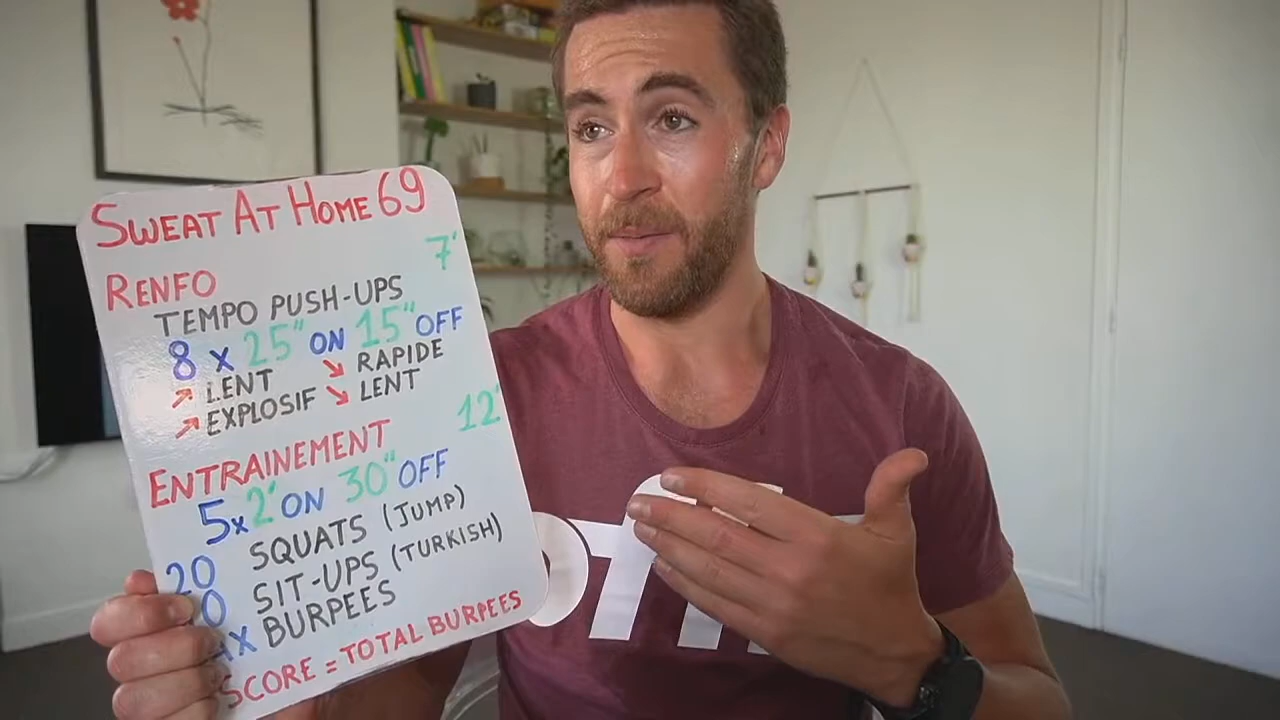 SWEAT AT HOME 69
7'
RENFO
TEMPO PUSH-UPS
8 x 25" ON 15" OFF
↗ LENT ↘ RAPIDE
↗ EXPLOSIF ↘ LENT
12'
ENTRAINEMENT
5x 2' ON 30" OFF
20 SQUATS (JUMP)
SIT-UPS (TURKISH)
BURPEES
SCORE = TOTAL BURPEES